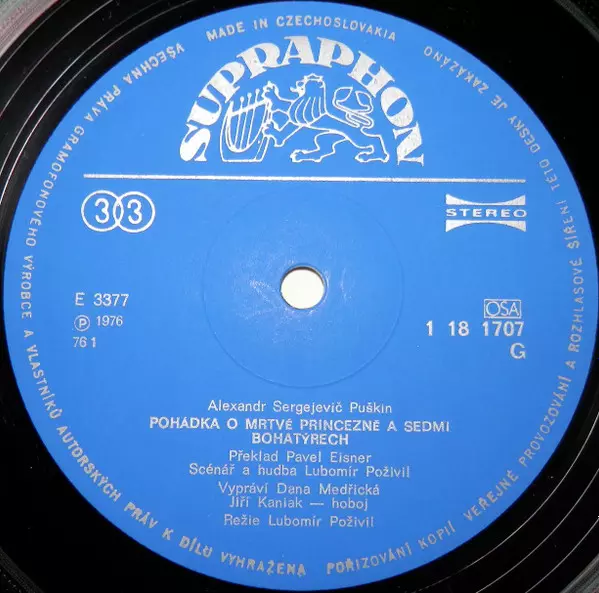 MADE IN CZECHOSLOVAKIA
VŠECHNA PRÁVA GRAMOFONOVÉHO VÝROBCE A VLASTNÍKŮ AUTORSKÝCH PRÁV K DÍLU VYHRAŽENA
POŘIZOVÁNÍ KOPIÍ VEŘEJNÉ PROVOZOVÁNÍ A ROZHLASOVÉ ŠÍŘENÍ TÉTO DESKY JE ZAKÁZÁNO
SUPRAPHON
33
STEREO
E 3377
℗ 1976
76 1
OSA
1 18 1707
G
Alexandr Sergejevič Puškin
POHÁDKA O MRTVÉ PRINCEZNĚ A SEDMI
BOHATÝRECH
Překlad Pavel Eisner
Scénář a hudba Lubomír Poživil
Vypráví Dana Medřická
Jiří Kaniak — hoboj
Režie Lubomír Poživil